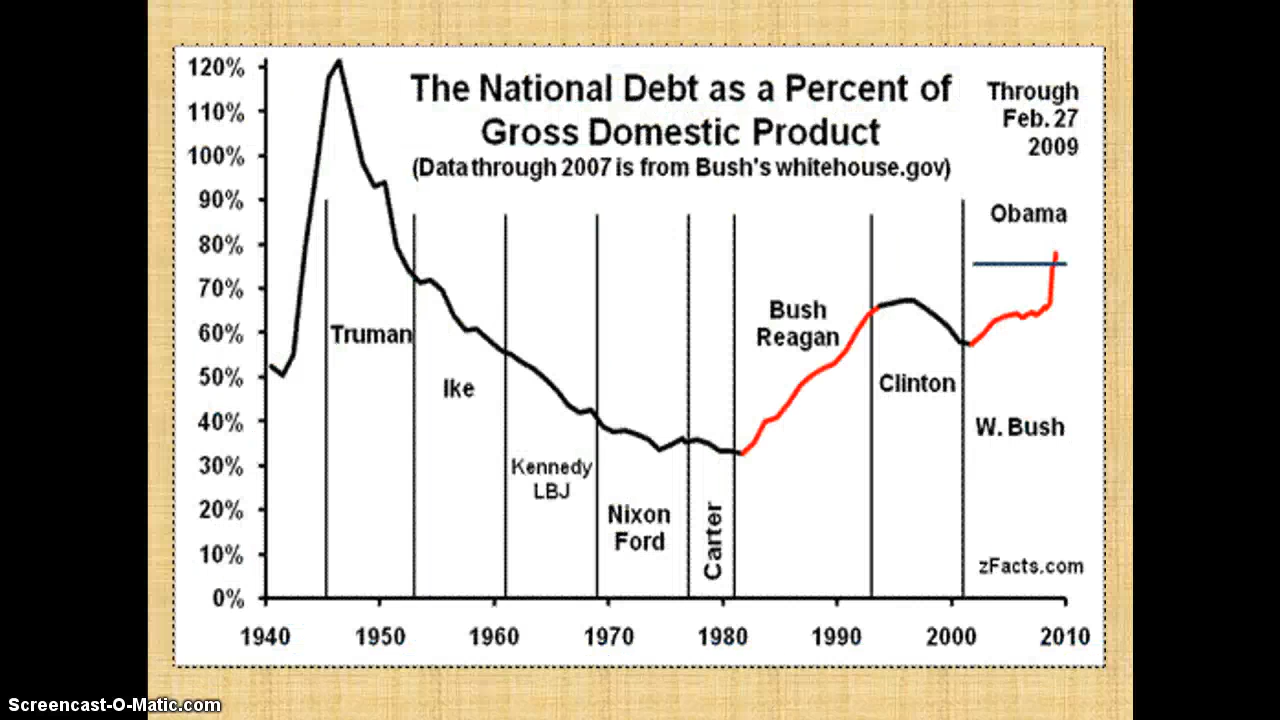 The National Debt as a Percent of
Gross Domestic Product
(Data through 2007 is from Bush's whitehouse.gov)
Through
Feb. 27
2009
120%
110%
100%
90%
80%
70%
60%
50%
40%
30%
20%
10%
0%
Truman
Ike
Kennedy
LBJ
Nixon
Ford
Carter
Bush
Reagan
Clinton
Obama
W. Bush
zFacts.com
1940 1950 1960 1970 1980 1990 2000 2010
Screencast-O-Matic.com